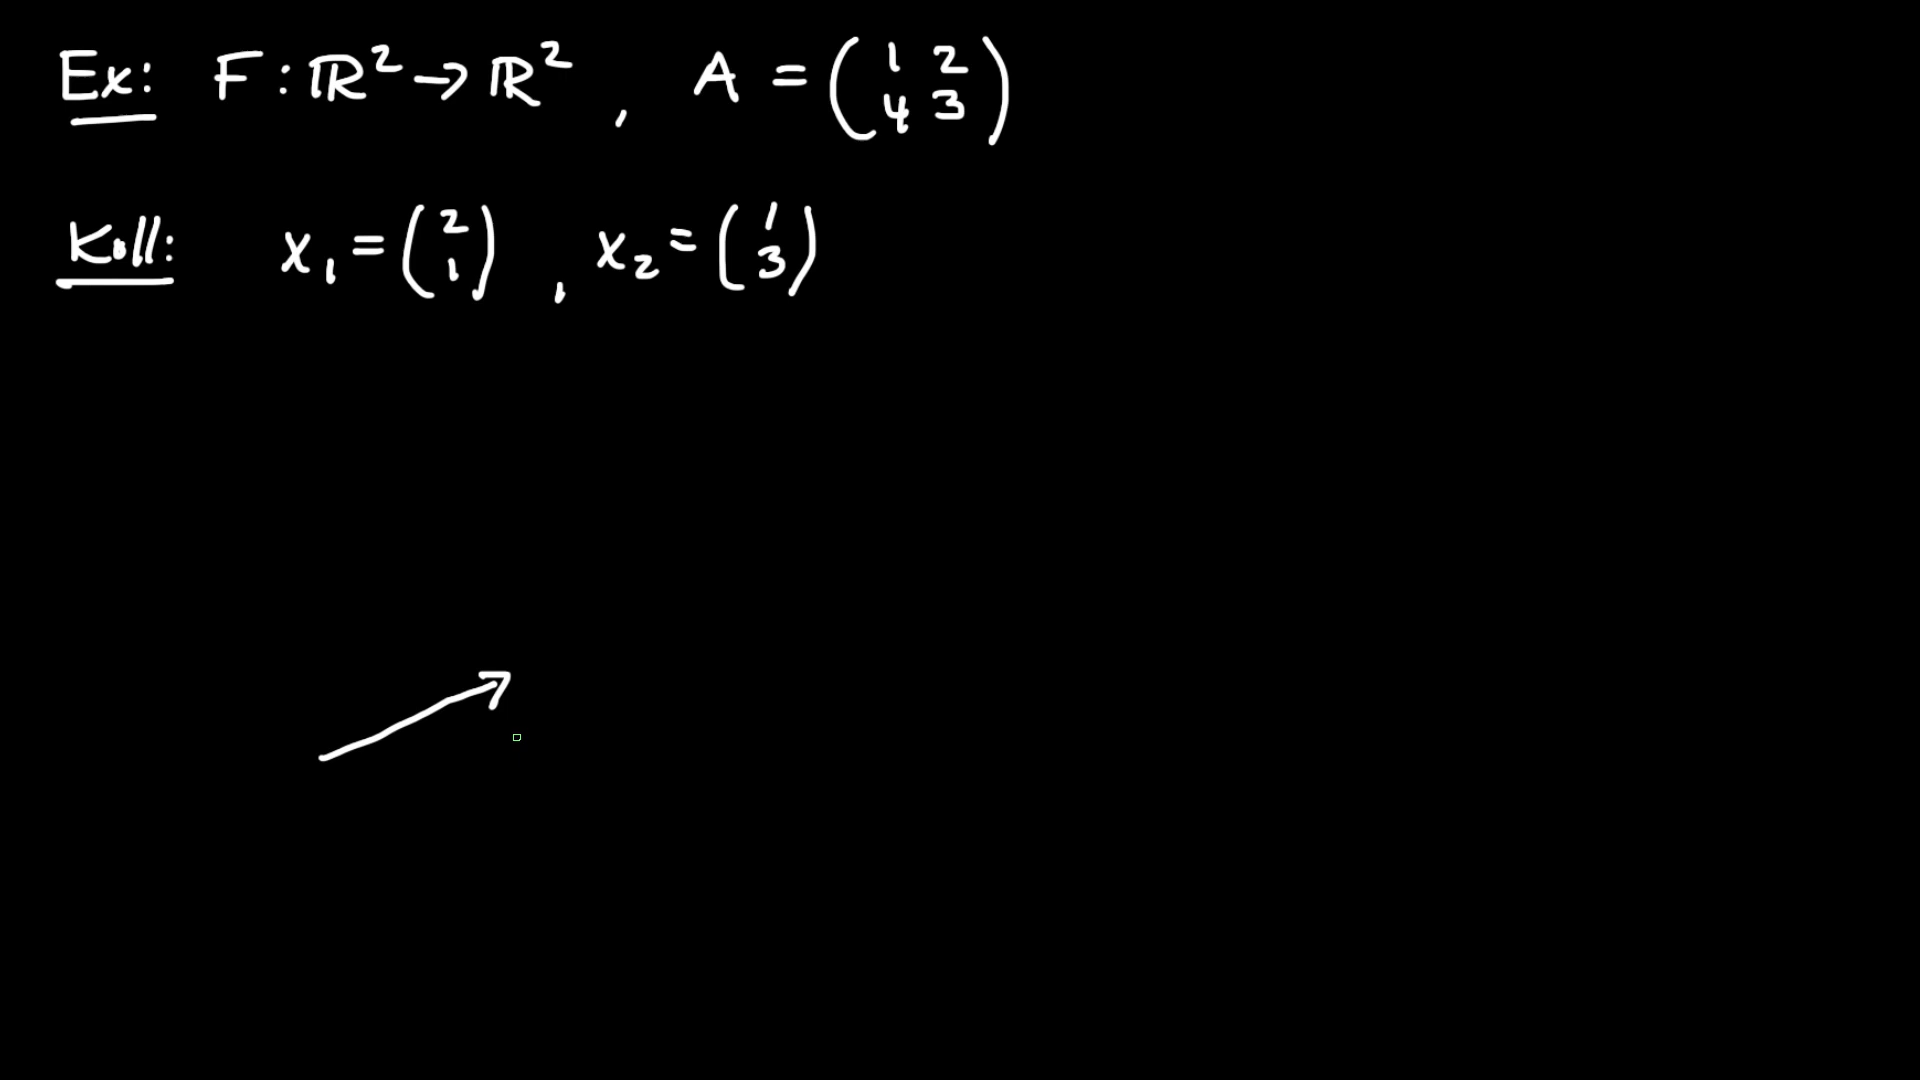 Ex: F : ℝ² → ℝ² , A = (1 2 4 3)
Koll: x₁ = (2 1) , x₂ = (1 3)